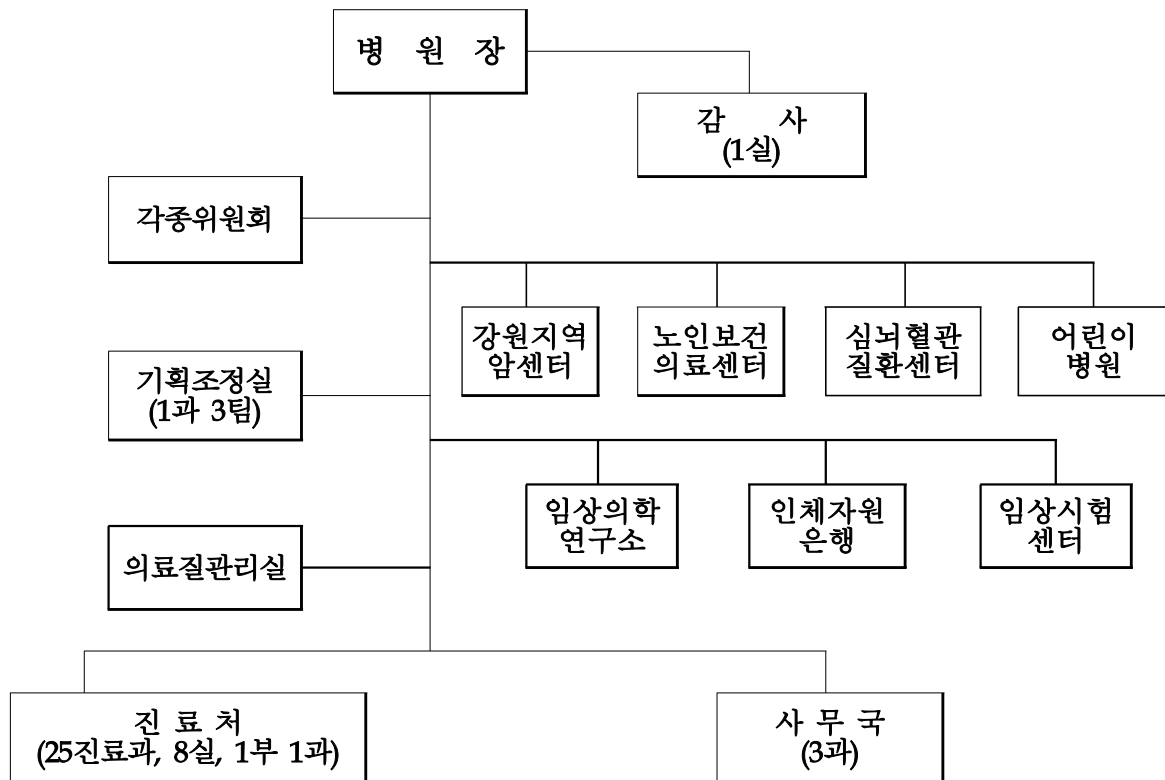 병 원 장
감 사
(1실)
각종위원회
강원지역
암센터
노인보건
의료센터
심뇌혈관
질환센터
어린이
병원
기획조정실
(1과 3팀)
임상의학
연구소
인체자원
은행
임상시험
센터
의료질관리실
진 료 처
(25진료과, 8실, 1부 1과)
사 무 국
(3과)